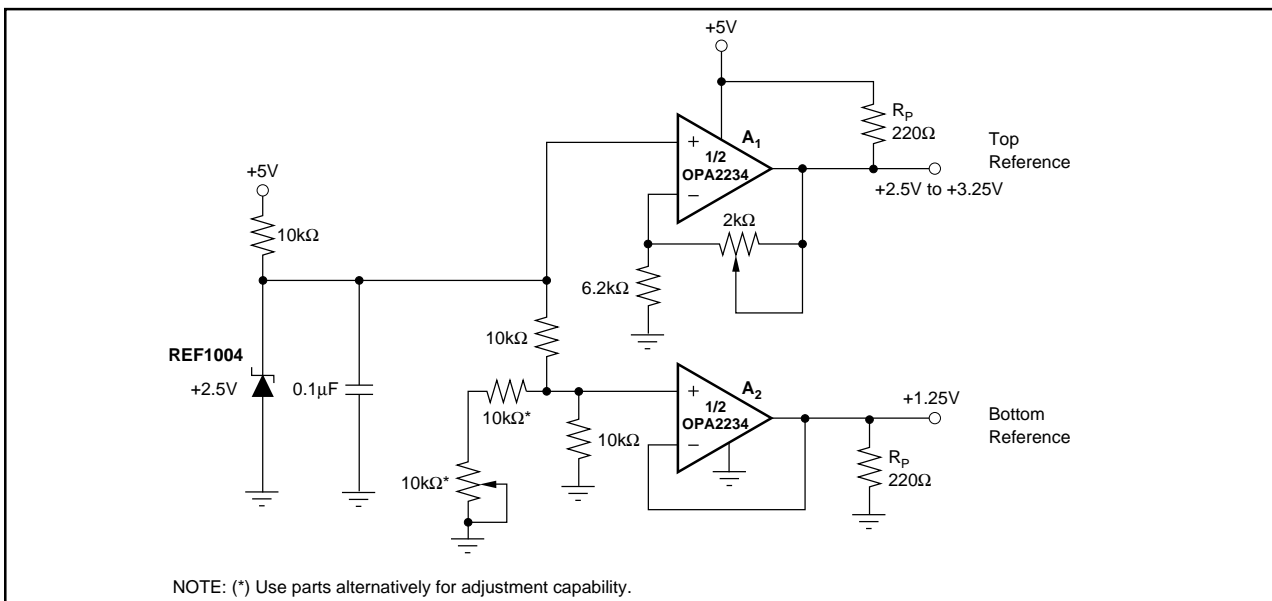 +5V
R_P
220Ω
A_1
+
1/2
OPA2234
−
Top
Reference
+2.5V to +3.25V
+5V
10kΩ
2kΩ
6.2kΩ
10kΩ
REF1004
+2.5V
0.1μF
10kΩ*
10kΩ*
10kΩ
A_2
+
1/2
OPA2234
−
+1.25V
Bottom
Reference
R_P
220Ω
NOTE: (*) Use parts alternatively for adjustment capability.